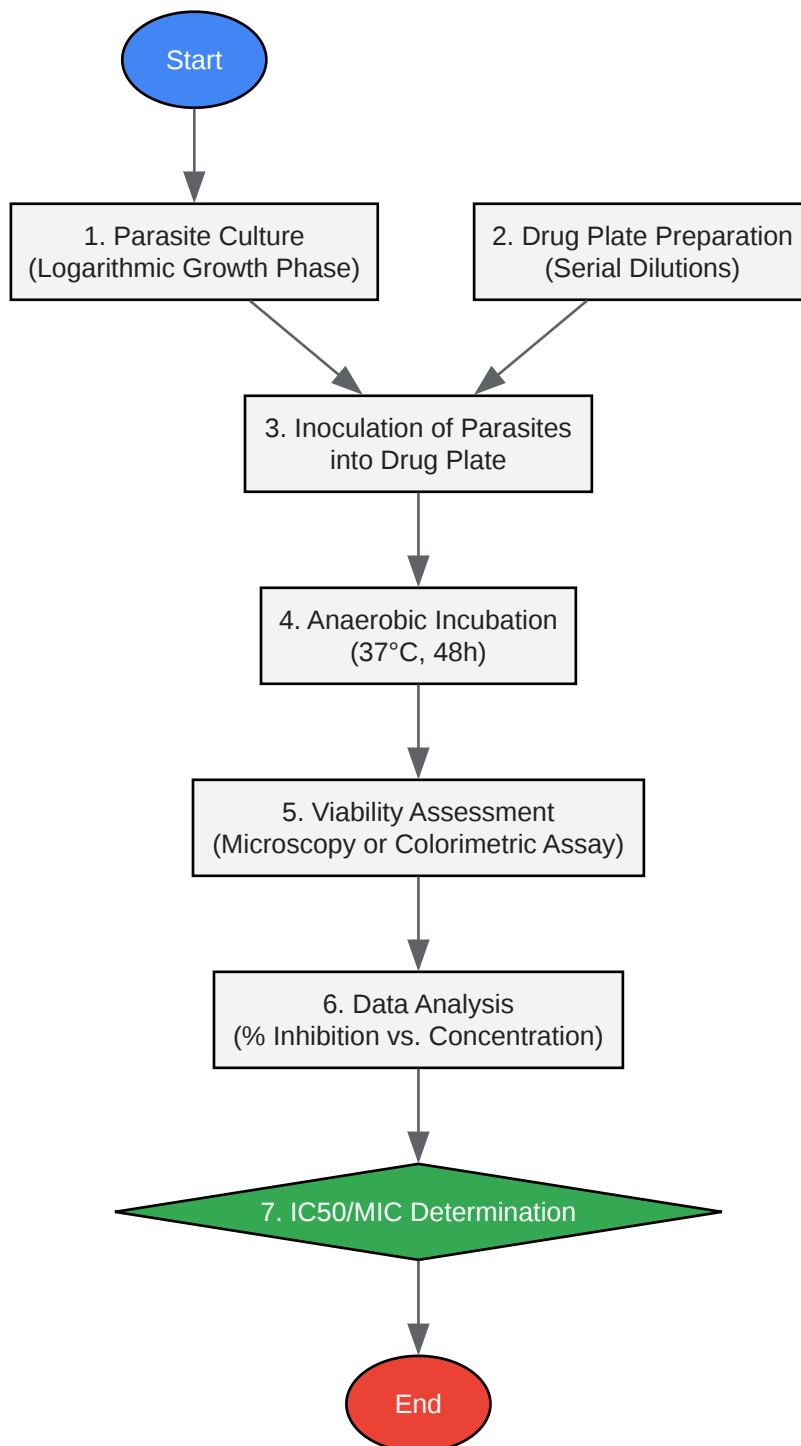 Start
1. Parasite Culture
(Logarithmic Growth Phase)
2. Drug Plate Preparation
(Serial Dilutions)
3. Inoculation of Parasites
into Drug Plate
4. Anaerobic Incubation
(37°C, 48h)
5. Viability Assessment
(Microscopy or Colorimetric Assay)
6. Data Analysis
(% Inhibition vs. Concentration)
7. IC50/MIC Determination
End